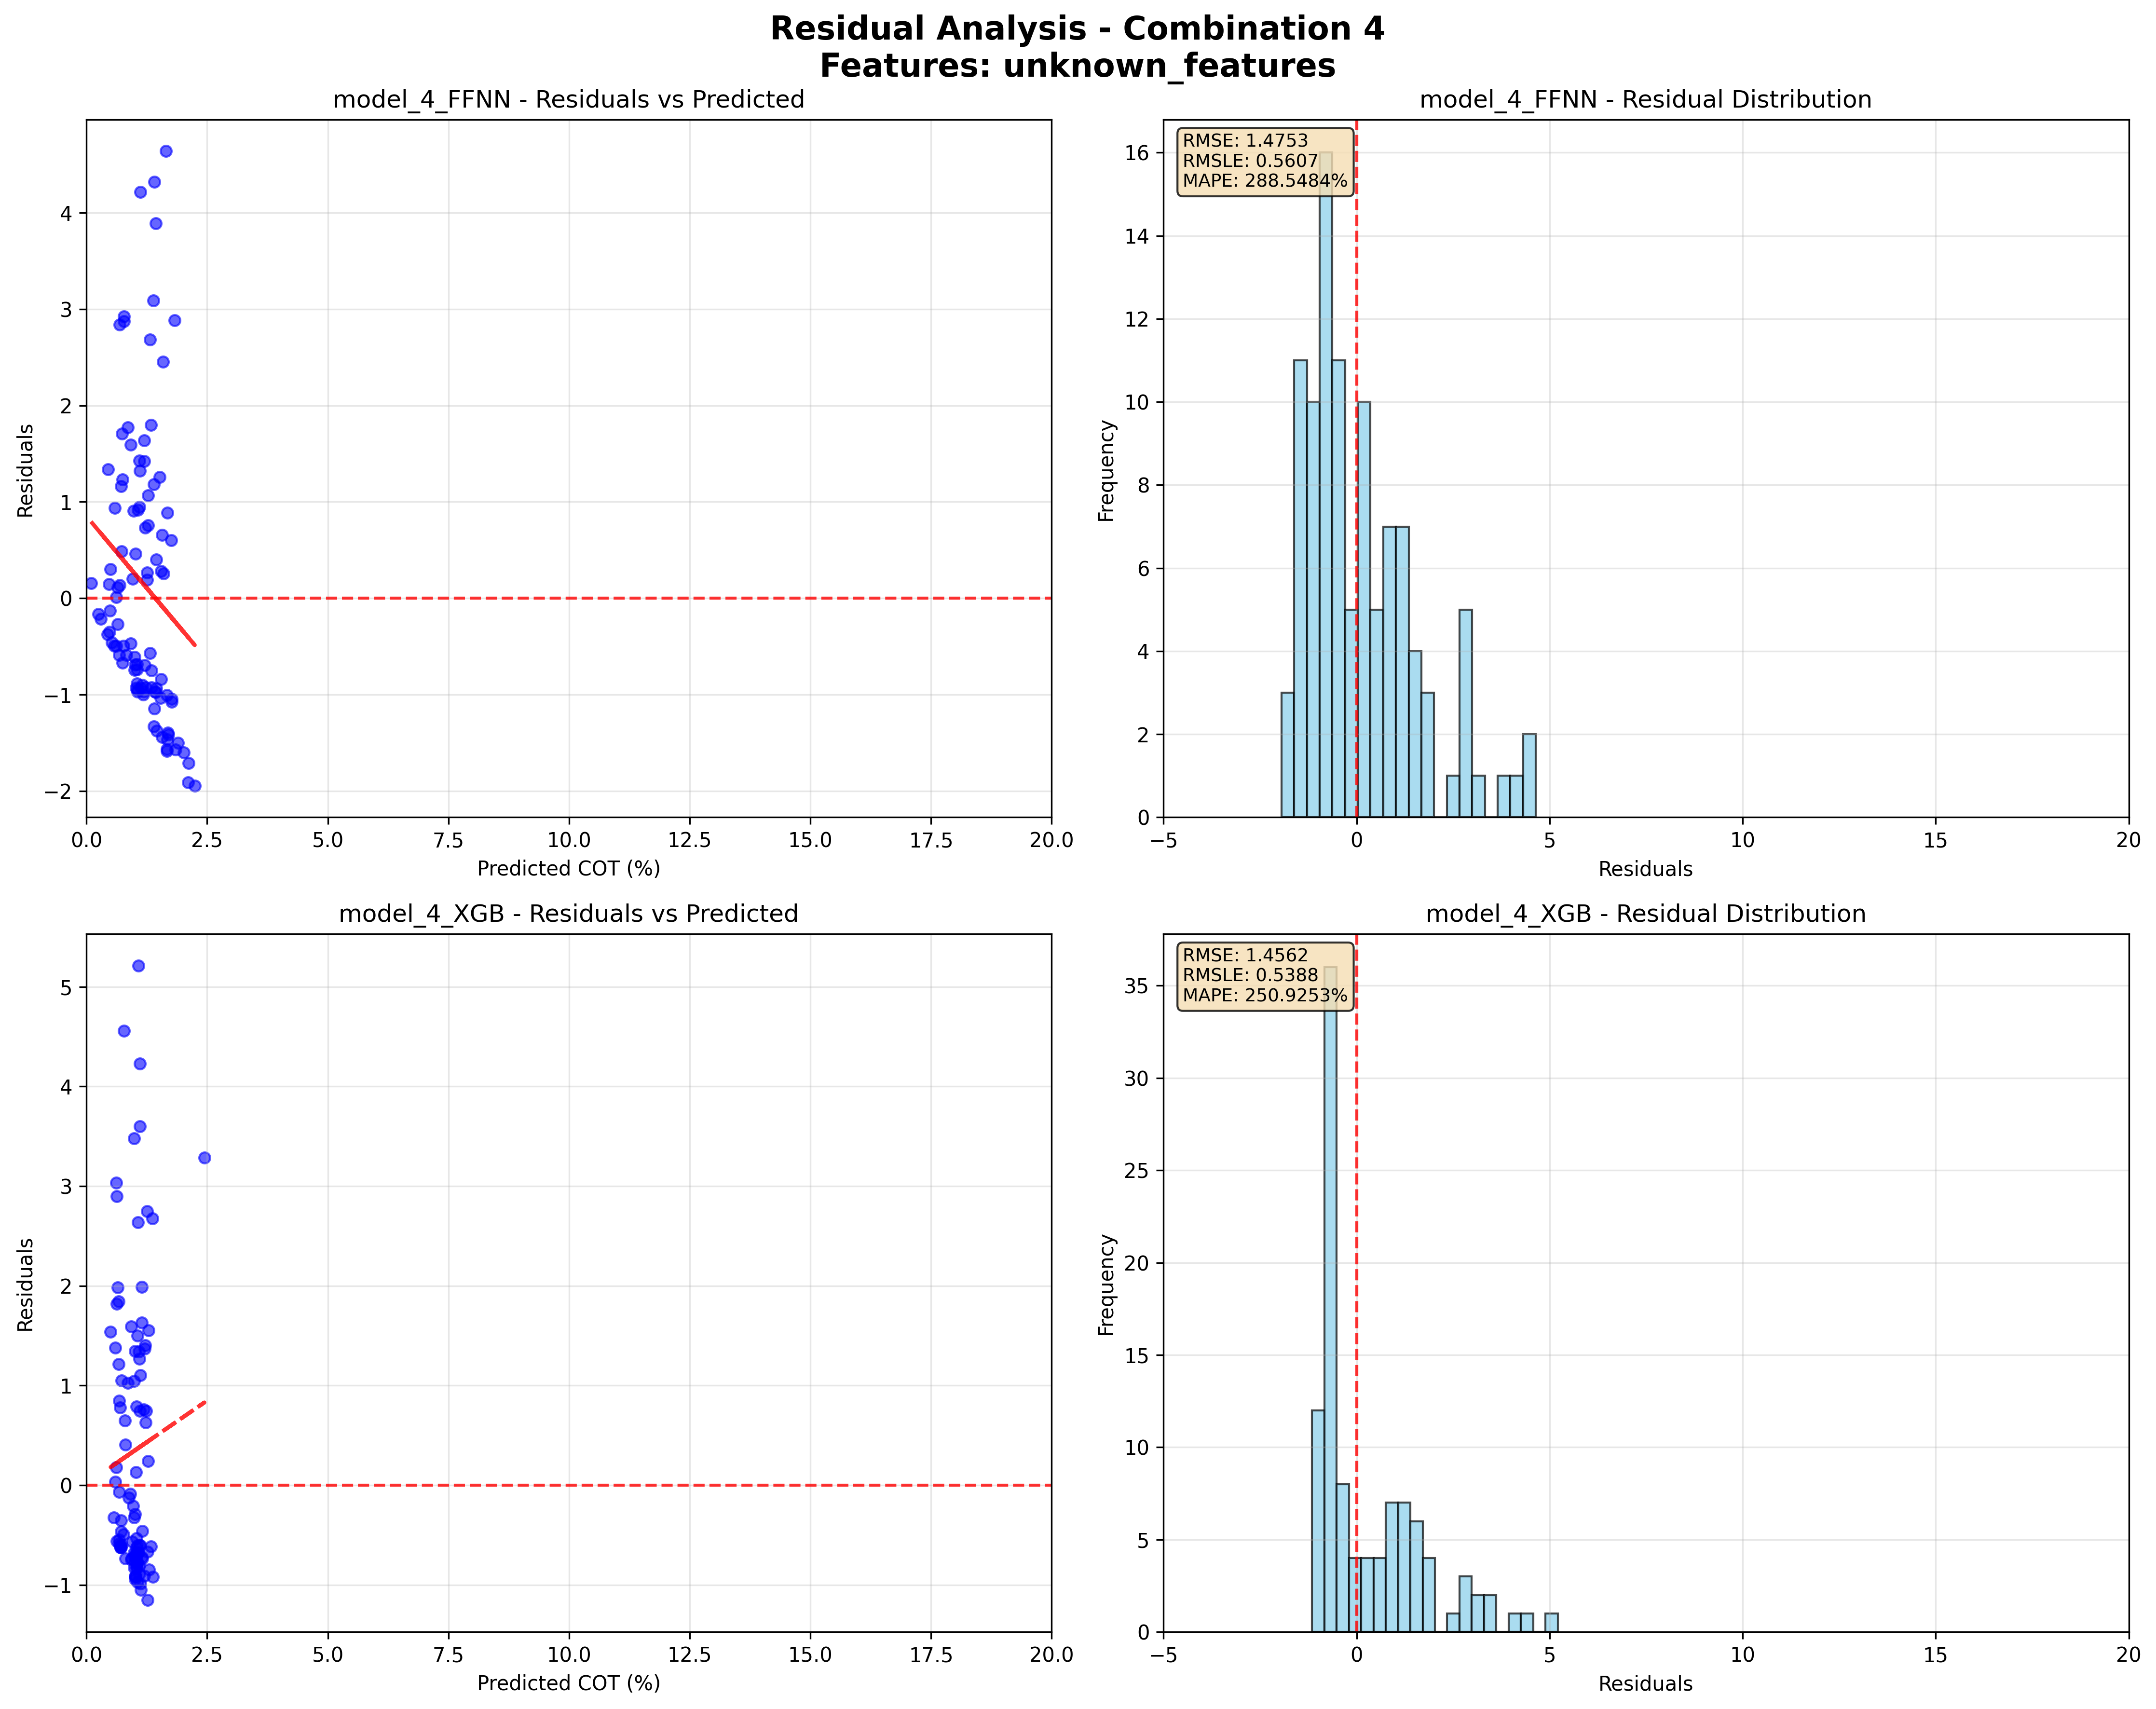 Residual Analysis - Combination 4
Features: unknown_features
model_4_FFNN - Residuals vs Predicted
4
3
2
1
0
−1
−2
Residuals
0.0 2.5 5.0 7.5 10.0 12.5 15.0 17.5 20.0
Predicted COT (%)
model_4_FFNN - Residual Distribution
RMSE: 1.4753
RMSLE: 0.5607
MAPE: 288.5484%
16
14
12
10
8
6
4
2
0
Frequency
−5 0 5 10 15 20
Residuals
model_4_XGB - Residuals vs Predicted
5
4
3
2
1
0
−1
Residuals
0.0 2.5 5.0 7.5 10.0 12.5 15.0 17.5 20.0
Predicted COT (%)
model_4_XGB - Residual Distribution
RMSE: 1.4562
RMSLE: 0.5388
MAPE: 250.9253%
35
30
25
20
15
10
5
0
Frequency
−5 0 5 10 15 20
Residuals